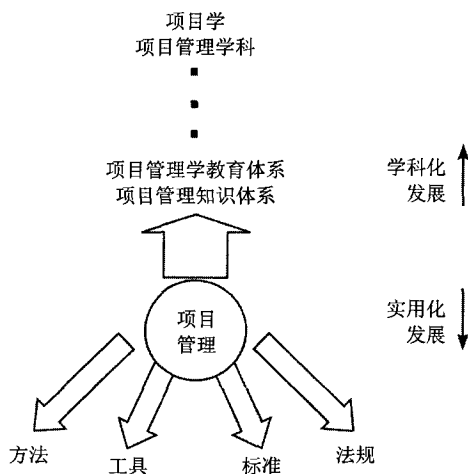 项目学
项目管理学科
项目管理学教育体系
项目管理知识体系
学科化
发展
项目
管理
实用化
发展
方法
工具
标准
法规